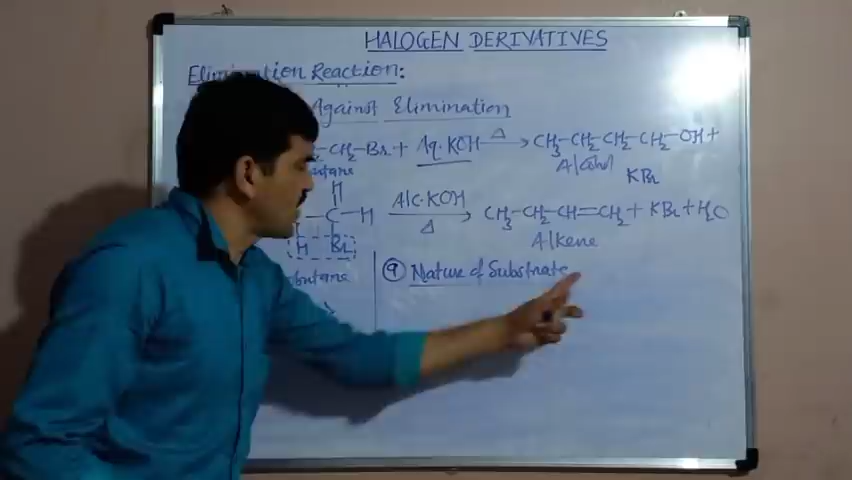 HALOGEN DERIVATIVES
Elimination Reaction:
Against Elimination
CH2-Br + Aq.KOH △ → CH3-CH2-CH2-CH2-OH +
Alcohol
KBr
butane
H
C-H Alc.KOH △ → CH3-CH2-CH=CH2 + KBr + H2O
H Br
Alkene
butane
a Nature of Substrate